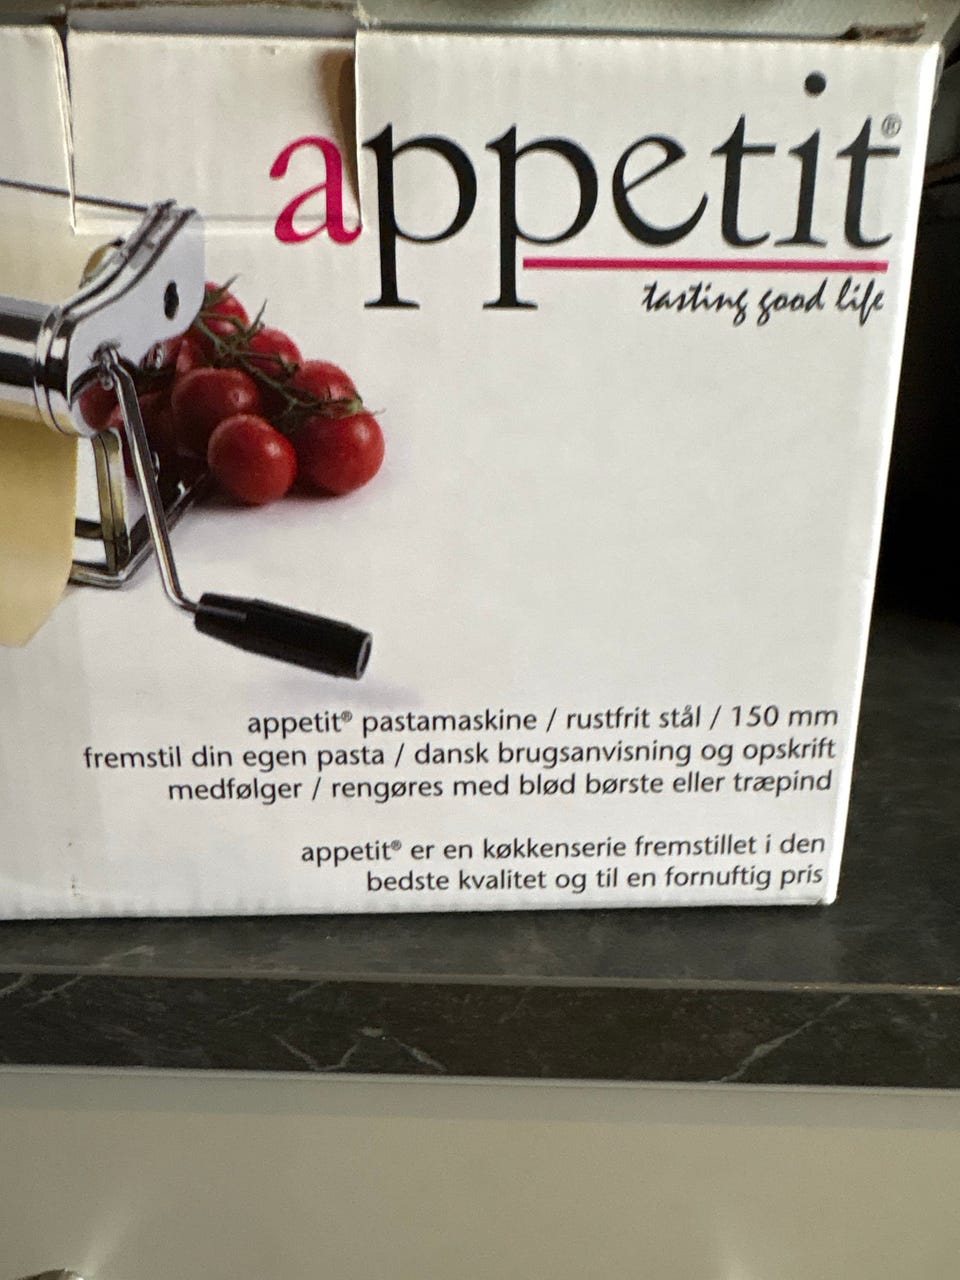 appetit®
tasting good life
appetit® pastamaskine / rustfrit stål / 150 mm
fremstil din egen pasta / dansk brugsanvisning og opskrift
medfølger / rengøres med blød børste eller træpind
appetit® er en køkkenserie fremstillet i den
bedste kvalitet og til en fornuftig pris